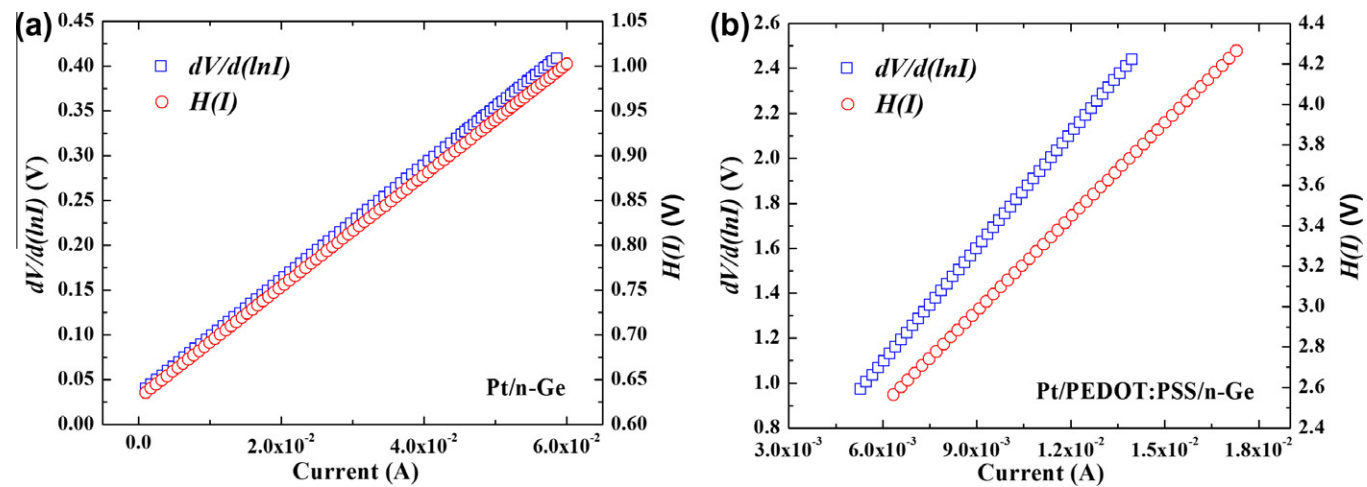 (a)
0.45
0.40
0.35
0.30
0.25
0.20
0.15
0.10
0.05
0.00
dV/d(lnI) (V)
dV/d(lnI)
H(I)
Pt/n-Ge
1.05
1.00
0.95
0.90
0.85
0.80
0.75
0.70
0.65
0.60
H(I) (V)
0.0 2.0x10⁻² 4.0x10⁻² 6.0x10⁻²
Current (A)
(b)
2.6
2.4
2.2
2.0
1.8
1.6
1.4
1.2
1.0
0.8
dV/d(lnI) (V)
dV/d(lnI)
H(I)
Pt/PEDOT:PSS/n-Ge
4.4
4.2
4.0
3.8
3.6
3.4
3.2
3.0
2.8
2.6
2.4
H(I) (V)
3.0x10⁻³ 6.0x10⁻³ 9.0x10⁻³ 1.2x10⁻² 1.5x10⁻² 1.8x10⁻²
Current (A)